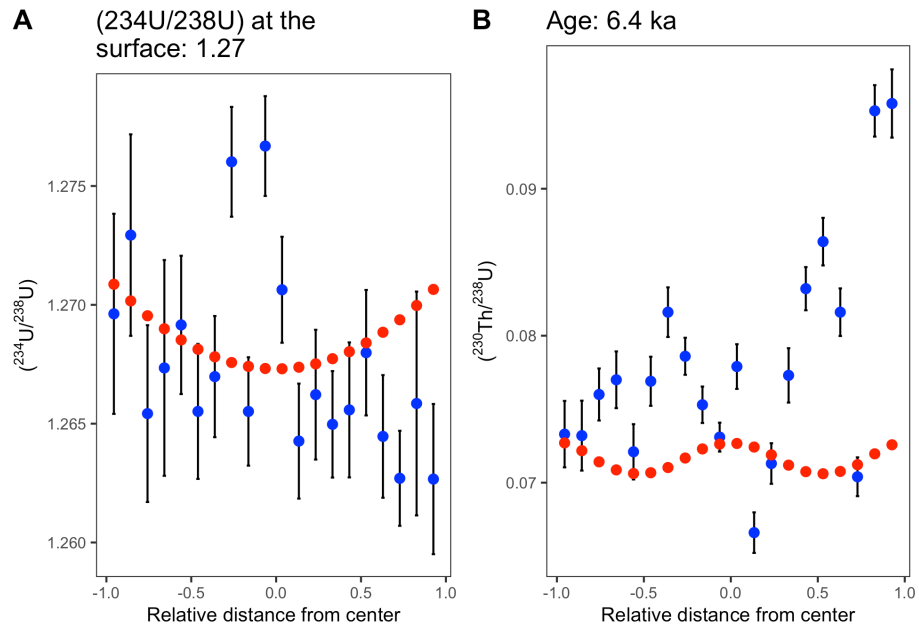 A
(234U/238U) at the
surface: 1.27
1.275
1.270
1.265
1.260
(²³⁴U/²³⁸U)
-1.0 -0.5 0.0 0.5 1.0
Relative distance from center
B
Age: 6.4 ka
0.09
0.08
0.07
(²³⁰Th/²³⁸U)
-1.0 -0.5 0.0 0.5 1.0
Relative distance from center